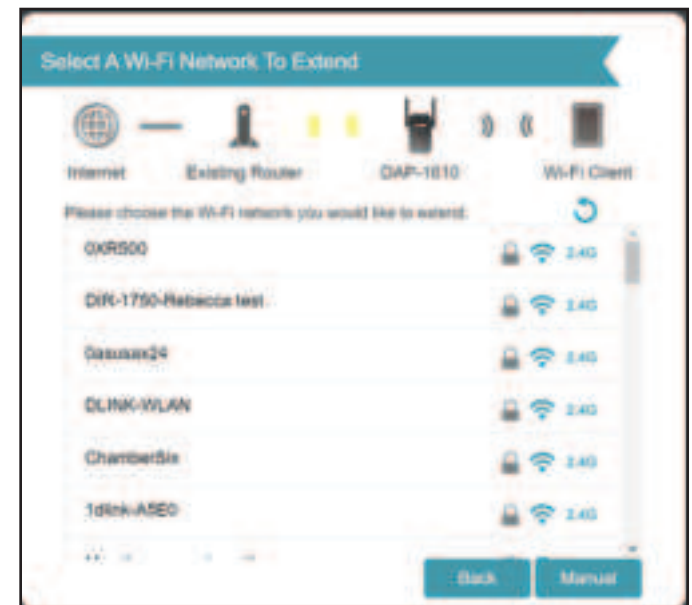 Select A Wi-Fi Network To Extend
Internet Existing Router DAP-1610 Wi-Fi Client
Please choose the Wi-Fi network you would like to extend.
0XR500 2.4G
DIR-1750-Rebecca test 2.4G
0asusax24 2.4G
DLINK-WLAN 2.4G
ChamberSix 2.4G
1dlink-A5E0 2.4G
Back Manual